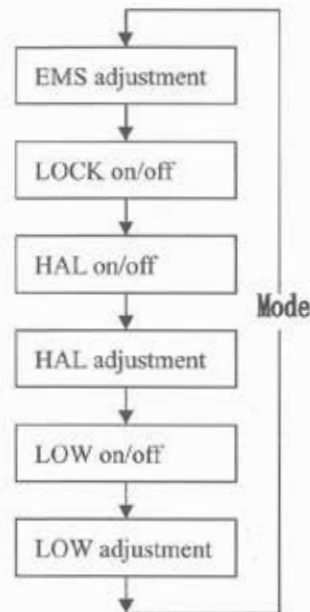 EMS adjustment
LOCK on/off
HAL on/off
Mode
HAL adjustment
LOW on/off
LOW adjustment